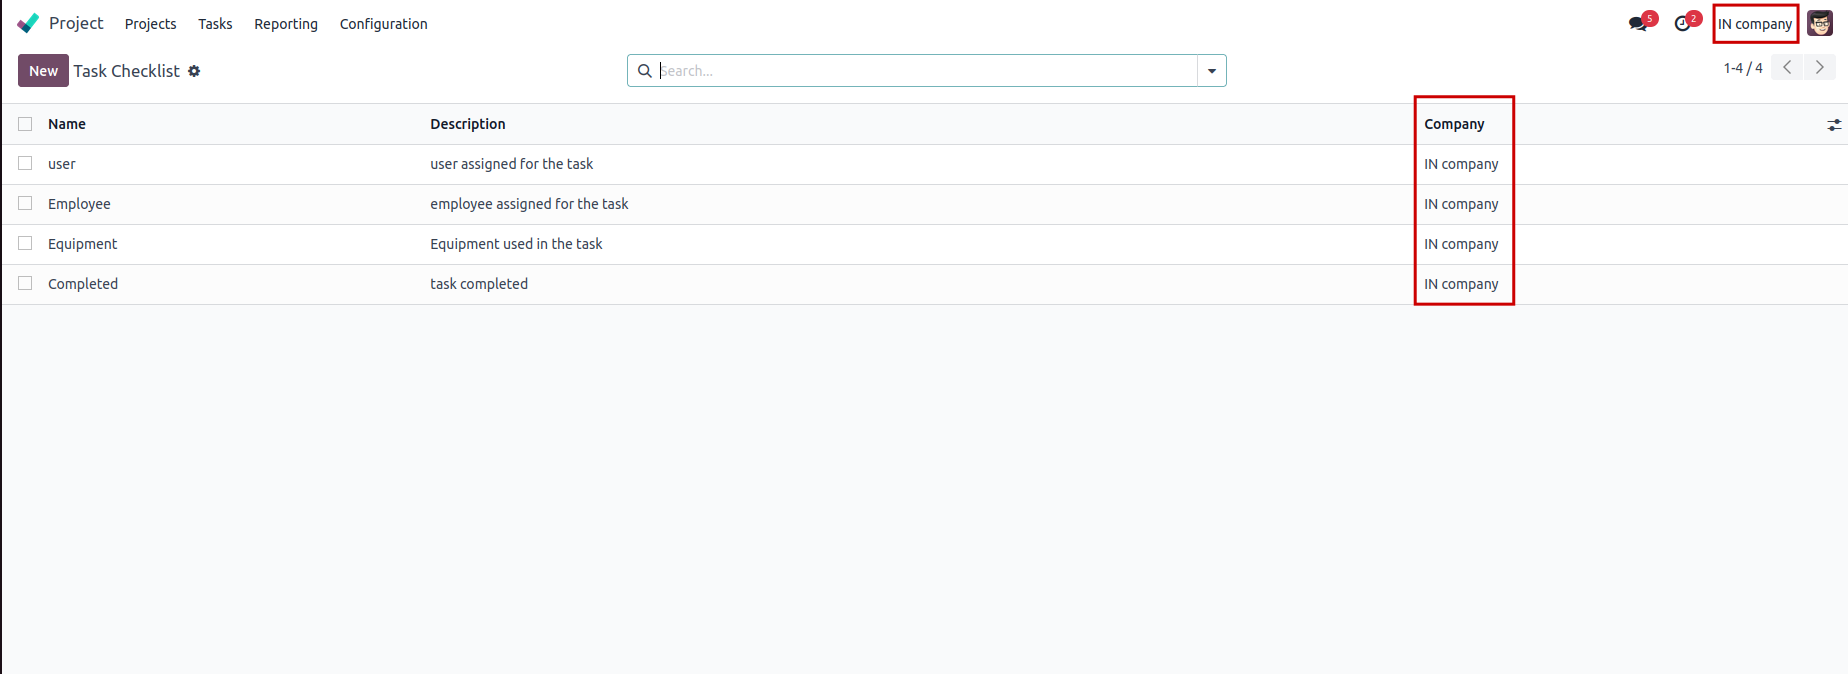 Project Projects Tasks Reporting Configuration 5 2 IN company
New Task Checklist Search... 1-4 / 4
Name Description Company
user user assigned for the task IN company
Employee employee assigned for the task IN company
Equipment Equipment used in the task IN company
Completed task completed IN company